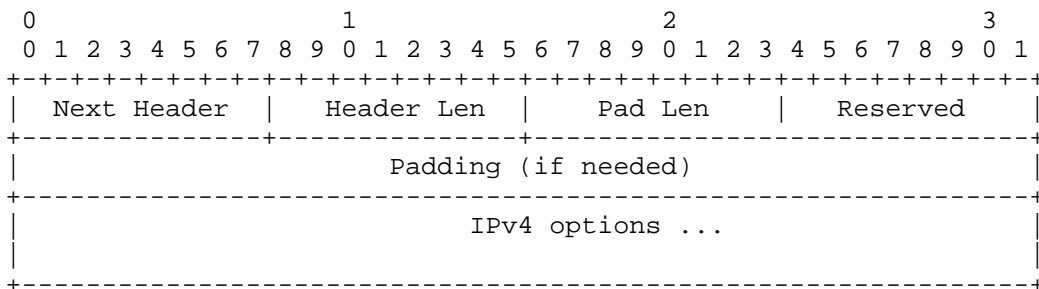 0                   1                   2                   3
0 1 2 3 4 5 6 7 8 9 0 1 2 3 4 5 6 7 8 9 0 1 2 3 4 5 6 7 8 9 0 1
+-+-+-+-+-+-+-+-+-+-+-+-+-+-+-+-+-+-+-+-+-+-+-+-+-+-+-+-+-+-+-+-+
|  Next Header  |   Header Len  |    Pad Len    |   Reserved    |
+---------------+---------------+-------------------------------+
|                       Padding (if needed)                     |
+---------------------------------------------------------------+
|                            IPv4 options ...                   |
|                                                               |
+---------------------------------------------------------------+